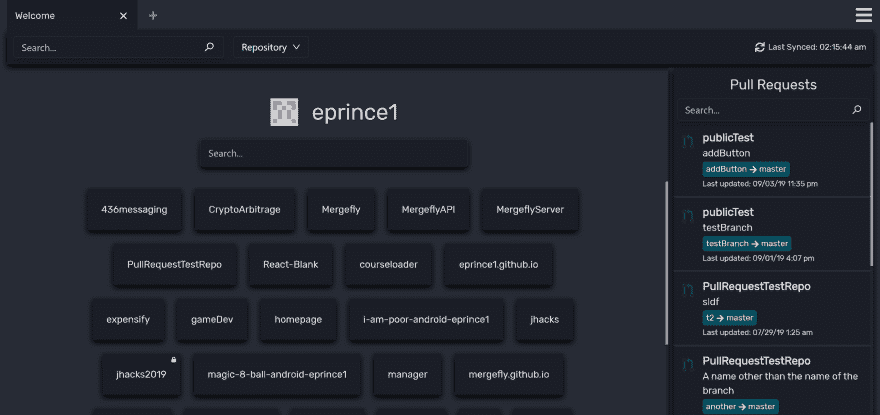 Welcome
Search...
Repository
Last Synced: 02:15:44 am
eprince1
Search...
436messaging
CryptoArbitrage
Mergefly
MergeflyAPI
MergeflyServer
PullRequestTestRepo
React-Blank
courseloader
eprince1.github.io
expensify
gameDev
homepage
i-am-poor-android-eprince1
jhacks
jhacks2019
magic-8-ball-android-eprince1
manager
mergefly.github.io
Pull Requests
Search...
publicTest
addButton
addButton → master
Last updated: 09/03/19 11:35 pm
publicTest
testBranch
testBranch → master
Last updated: 09/01/19 4:07 pm
PullRequestTestRepo
sldf
t2 → master
Last updated: 07/29/19 1:25 am
PullRequestTestRepo
A name other than the name of the
branch
another → master